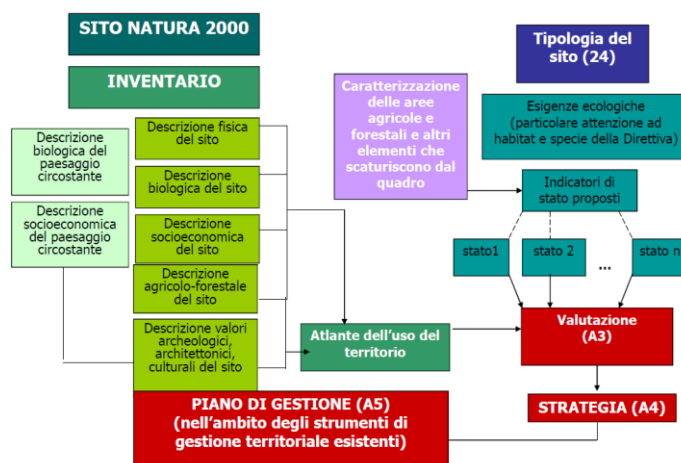 SITO NATURA 2000
INVENTARIO
Descrizione biologica del
paesaggio
circostante
Descrizione
socioeconomica
del paesaggio
circostante
Descrizione fisica
del sito
Descrizione
biologica del sito
Descrizione
socioeconomica
del sito
Descrizione
agricolo-forestale
del sito
Descrizione valori
archeologici,
architettonici,
culturali del sito
Caratterizzazione
delle aree
agricole e
forestali e altri
elementi che
scaturiscono dal
quadro
Tipologia del
sito (24)
Esigenze ecologiche
(particolare attenzione ad
habitat e specie della Direttiva)
Indicatori di
stato proposti
stato1
stato 2
...
stato n
Atlante dell’uso del
territorio
Valutazione
(A3)
STRATEGIA (A4)
PIANO DI GESTIONE (A5)
(nell’ambito degli strumenti di
gestione territoriale esistenti)